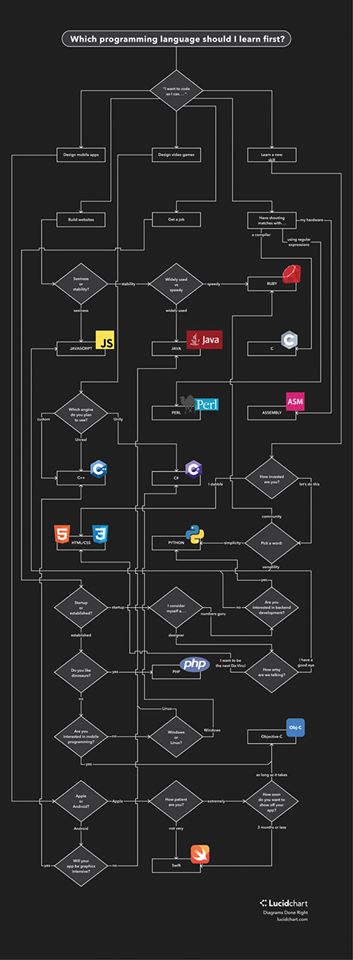 Which programming language should I learn first?
"I want to code
so I can ..."
Design mobile apps
Design video games
Learn a new
skill
Build websites
Get a job
Have shouting
matches with...
my hardware
a compiler
using regular
expressions
Sexiness
or
stability?
stability
Widely used
vs
speedy
speedy
RUBY
sexiness
widely used
JS
JAVASCRIPT
Java
JAVA
C
C
Which engine
do you plan
to use?
custom
Unity
Unreal
Perl
PERL
ASM
ASSEMBLY
C++
C#
I dabble
How invested
are you?
let's do this
5
3
HTML/CSS
PYTHON
simplicity
community
Pick a word:
versatility
yes
Startup
or
established?
startup
I consider
myself a ...
numbers guru
Are you
interested in backend
development?
no
established
designer
I want to be
the next Da Vinci
How artsy
are we talking?
I have a
good eye
Do you like
dinosaurs?
yes
php
PHP
no
Linux
Windows
Are you
interested in mobile
programming?
no
Windows
or
Linux?
Obj-C
Objective-C
yes
as long as it takes
Apple
or
Android?
Apple
How patient
are you?
extremely
How soon
do you want to
show off your
app?
Android
not very
3 months or less
Will your
app be graphics
intensive?
yes
no
Swift
Lucidchart
Diagrams Done Right
lucidchart.com